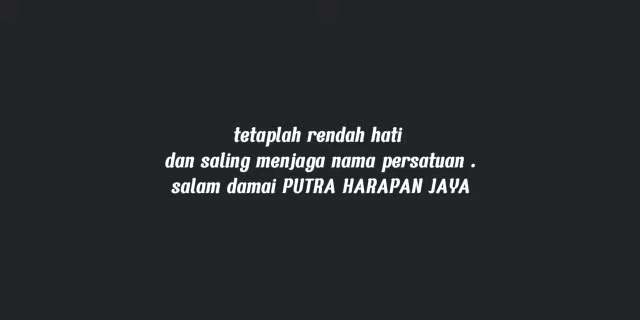 tetaplah rendah hati
dan saling menjaga nama persatuan .
salam damai PUTRA HARAPAN JAYA